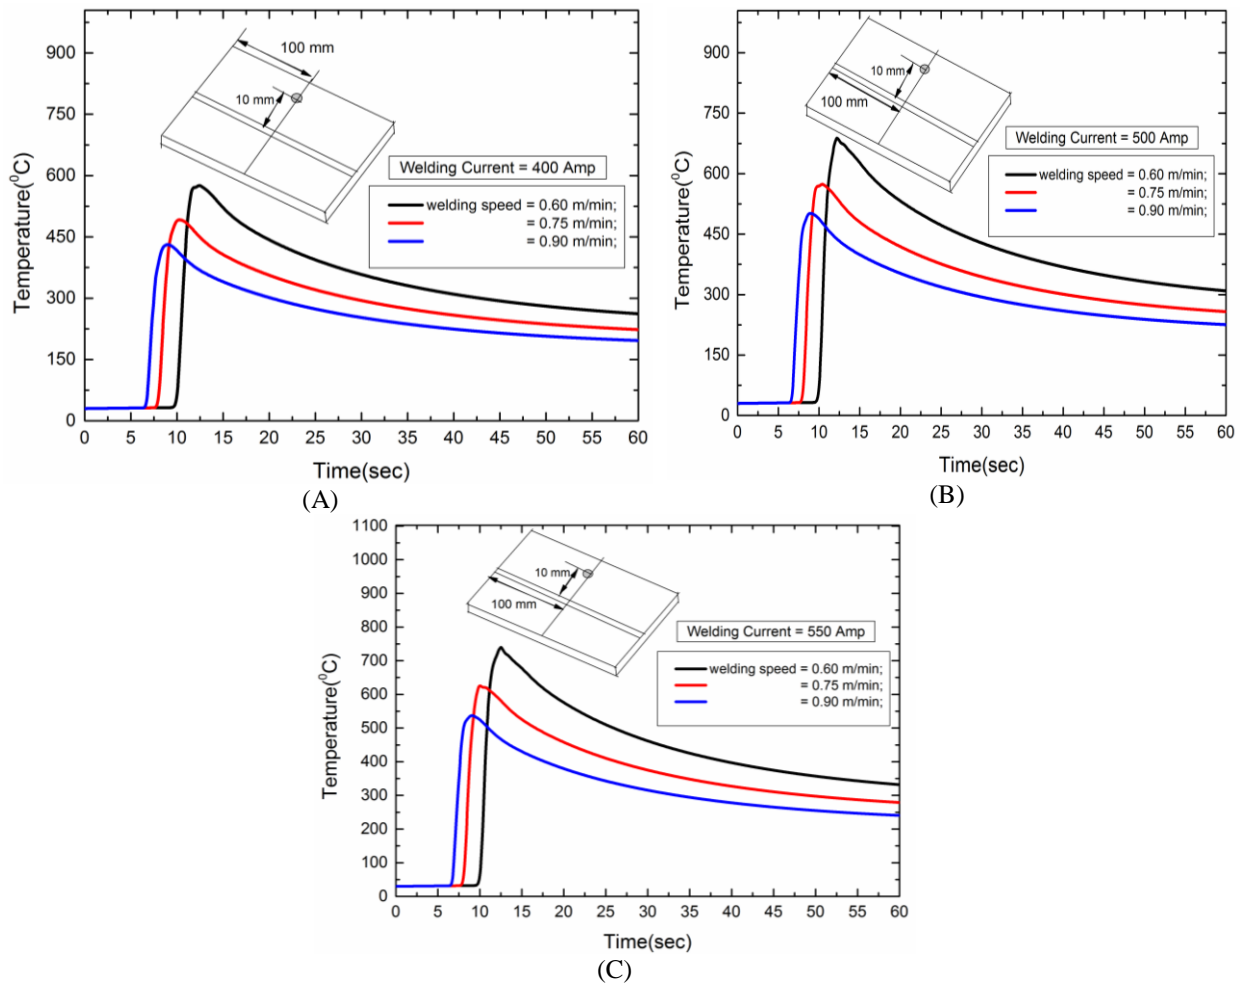 900
750
600
450
300
150
0
Temperature(⁰C)
0 5 10 15 20 25 30 35 40 45 50 55 60
Time(sec)
100 mm
10 mm
Welding Current = 400 Amp
welding speed = 0.60 m/min;
= 0.75 m/min;
= 0.90 m/min;
(A)
900
750
600
450
300
150
0
Temperature(⁰C)
0 5 10 15 20 25 30 35 40 45 50 55 60
Time(sec)
10 mm
100 mm
Welding Current = 500 Amp
welding speed = 0.60 m/min;
= 0.75 m/min;
= 0.90 m/min;
(B)
1100
1000
900
800
700
600
500
400
300
200
100
0
Temperature(⁰C)
0 5 10 15 20 25 30 35 40 45 50 55 60
Time(sec)
10 mm
100 mm
Welding Current = 550 Amp
welding speed = 0.60 m/min;
= 0.75 m/min;
= 0.90 m/min;
(C)